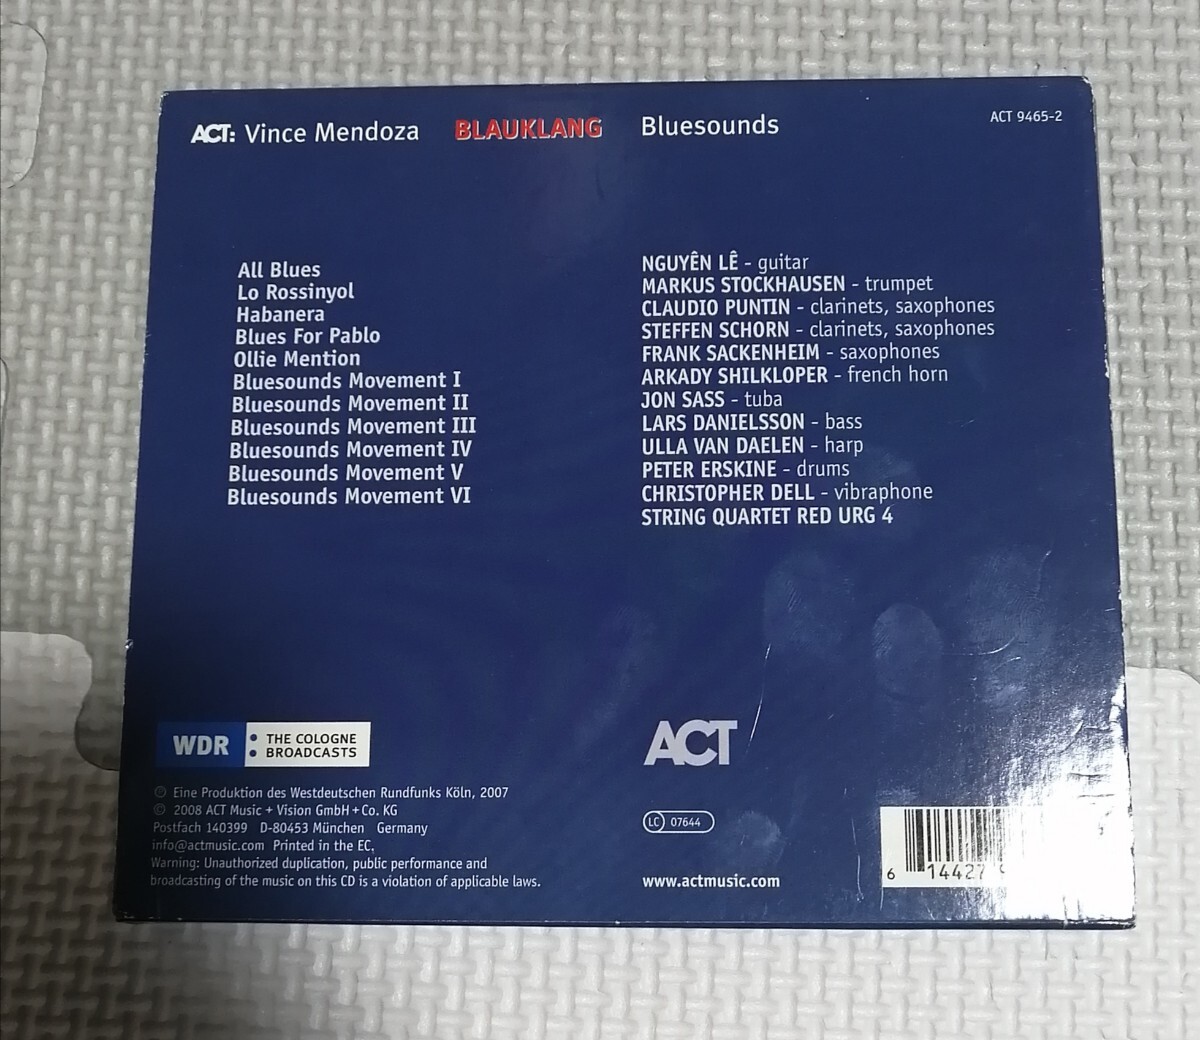 ACT: Vince Mendoza BLAUKLANG Bluesounds ACT 9465-2
All Blues
Lo Rossinyol
Habanera
Blues For Pablo
Ollie Mention
Bluesounds Movement I
Bluesounds Movement II
Bluesounds Movement III
Bluesounds Movement IV
Bluesounds Movement V
Bluesounds Movement VI
NGUYÊN LÊ - guitar
MARKUS STOCKHAUSEN - trumpet
CLAUDIO PUNTIN - clarinets, saxophones
STEFFEN SCHORN - clarinets, saxophones
FRANK SACKENHEIM - saxophones
ARKADY SHILKLOPER - french horn
JON SASS - tuba
LARS DANIELSSON - bass
ULLA VAN DAELEN - harp
PETER ERSKINE - drums
CHRISTOPHER DELL - vibraphone
STRING QUARTET RED URG 4
WDR : THE COLOGNE
BROADCASTS
℗ Eine Produktion des Westdeutschen Rundfunks Köln, 2007
© 2008 ACT Music + Vision GmbH + Co. KG
Postfach 140399 D-80453 München Germany
info@actmusic.com Printed in the EC.
Warning: Unauthorized duplication, public performance and
broadcasting of the music on this CD is a violation of applicable laws.
ACT
LC 07644
www.actmusic.com
6 14427